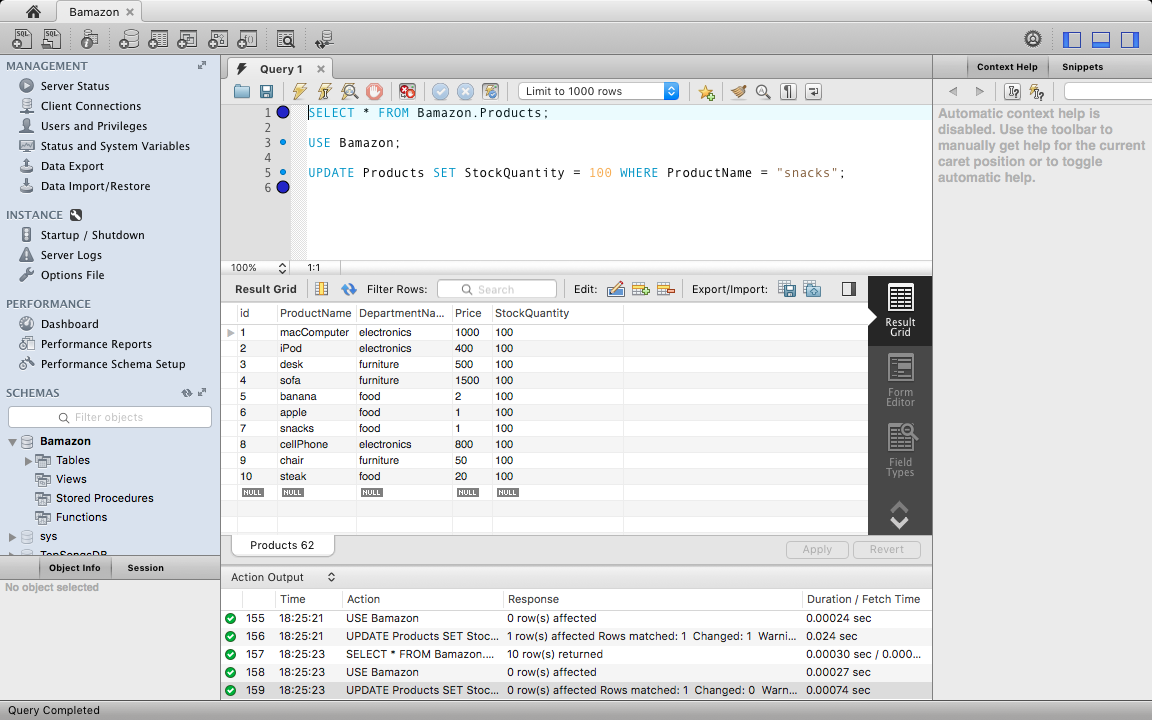 Bamazon
MANAGEMENT
Server Status
Client Connections
Users and Privileges
Status and System Variables
Data Export
Data Import/Restore
INSTANCE
Startup / Shutdown
Server Logs
Options File
PERFORMANCE
Dashboard
Performance Reports
Performance Schema Setup
SCHEMAS
Filter objects
Bamazon
Tables
Views
Stored Procedures
Functions
sys
TopSongsDB
Object Info Session
No object selected
Query 1
Limit to 1000 rows
1 SELECT * FROM Bamazon.Products;
2
3 USE Bamazon;
4
5 UPDATE Products SET StockQuantity = 100 WHERE ProductName = "snacks";
6
100% 1:1
Result Grid Filter Rows: Search Edit: Export/Import:
id ProductName DepartmentNa... Price StockQuantity
1 macComputer electronics 1000 100
2 iPod electronics 400 100
3 desk furniture 500 100
4 sofa furniture 1500 100
5 banana food 2 100
6 apple food 1 100
7 snacks food 1 100
8 cellPhone electronics 800 100
9 chair furniture 50 100
10 steak food 20 100
NULL NULL NULL NULL NULL
Result
Grid
Form
Editor
Field
Types
Products 62
Apply Revert
Action Output
Time Action Response Duration / Fetch Time
155 18:25:21 USE Bamazon 0 row(s) affected 0.00024 sec
156 18:25:21 UPDATE Products SET Stoc... 1 row(s) affected Rows matched: 1 Changed: 1 Warni... 0.024 sec
157 18:25:23 SELECT * FROM Bamazon.... 10 row(s) returned 0.00030 sec / 0.000...
158 18:25:23 USE Bamazon 0 row(s) affected 0.00027 sec
159 18:25:23 UPDATE Products SET Stoc... 0 row(s) affected Rows matched: 1 Changed: 0 Warn... 0.00074 sec
Context Help Snippets
Automatic context help is
disabled. Use the toolbar to
manually get help for the current
caret position or to toggle
automatic help.
Query Completed